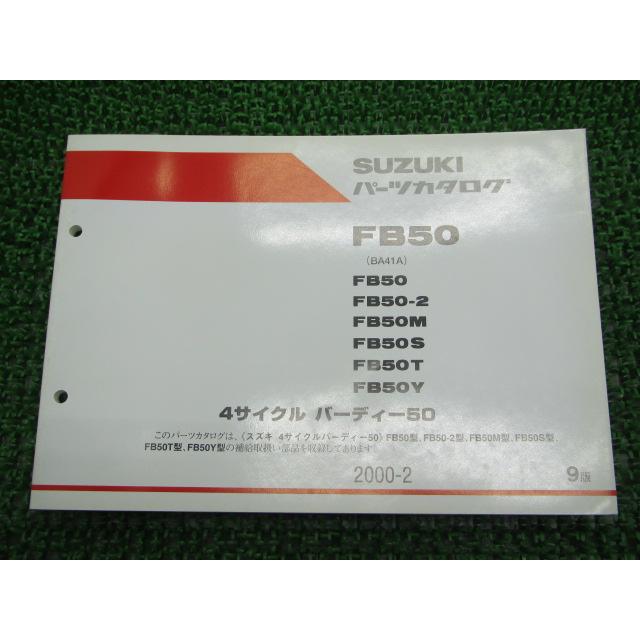 SUZUKI
パーツカタログ
FB50
(BA41A)
FB50
FB50-2
FB50M
FB50S
FB50T
FB50Y
4サイクル バーディー50
このパーツカタログは、〈スズキ 4サイクルバーディー50〉FB50型、FB50-2型、FB50M型、FB50S型、
FB50T型、FB50Y型の補給取扱い部品を収録してあります。
2000-2 9版